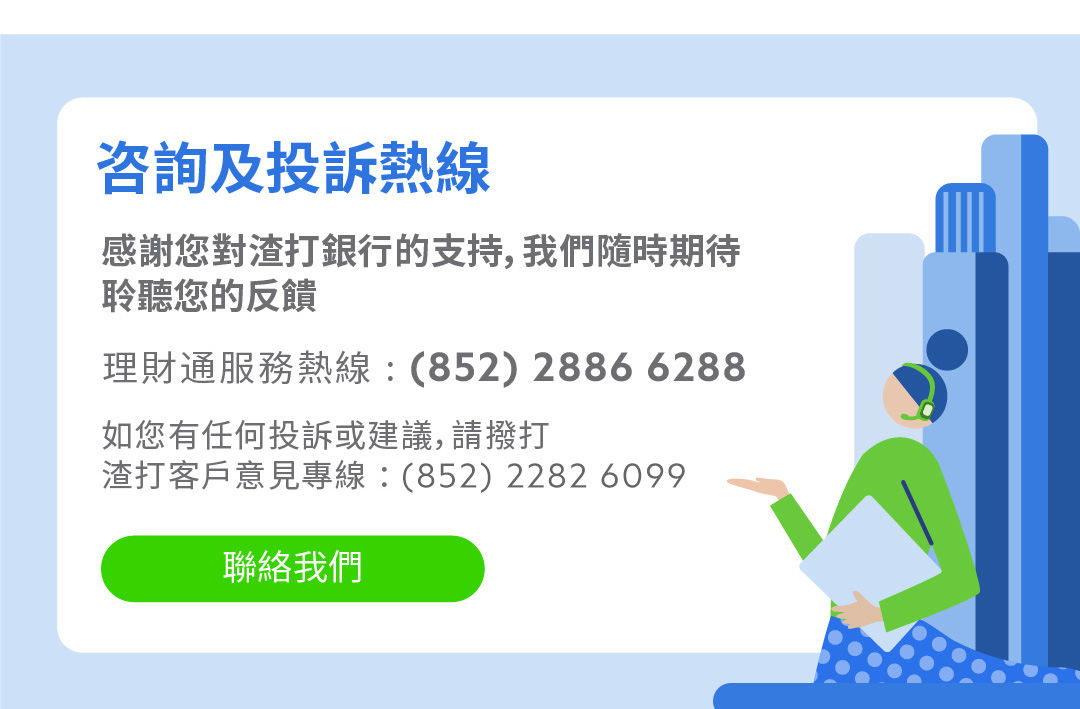 咨詢及投訴熱線
感謝您對渣打銀行的支持,我們隨時期待
聆聽您的反饋
理財通服務熱線:(852) 2886 6288
如您有任何投訴或建議,請撥打
渣打客戶意見專線:(852) 2282 6099
聯絡我們